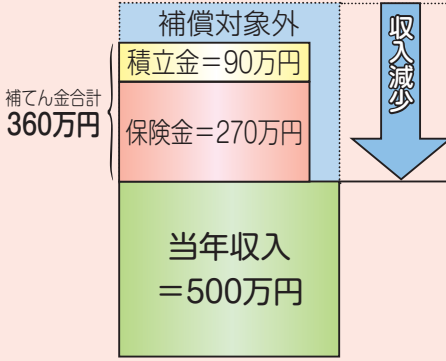 補償対象外
積立金＝90万円
補てん金合計
360万円
保険金＝270万円
収入減少
当年収入
＝500万円